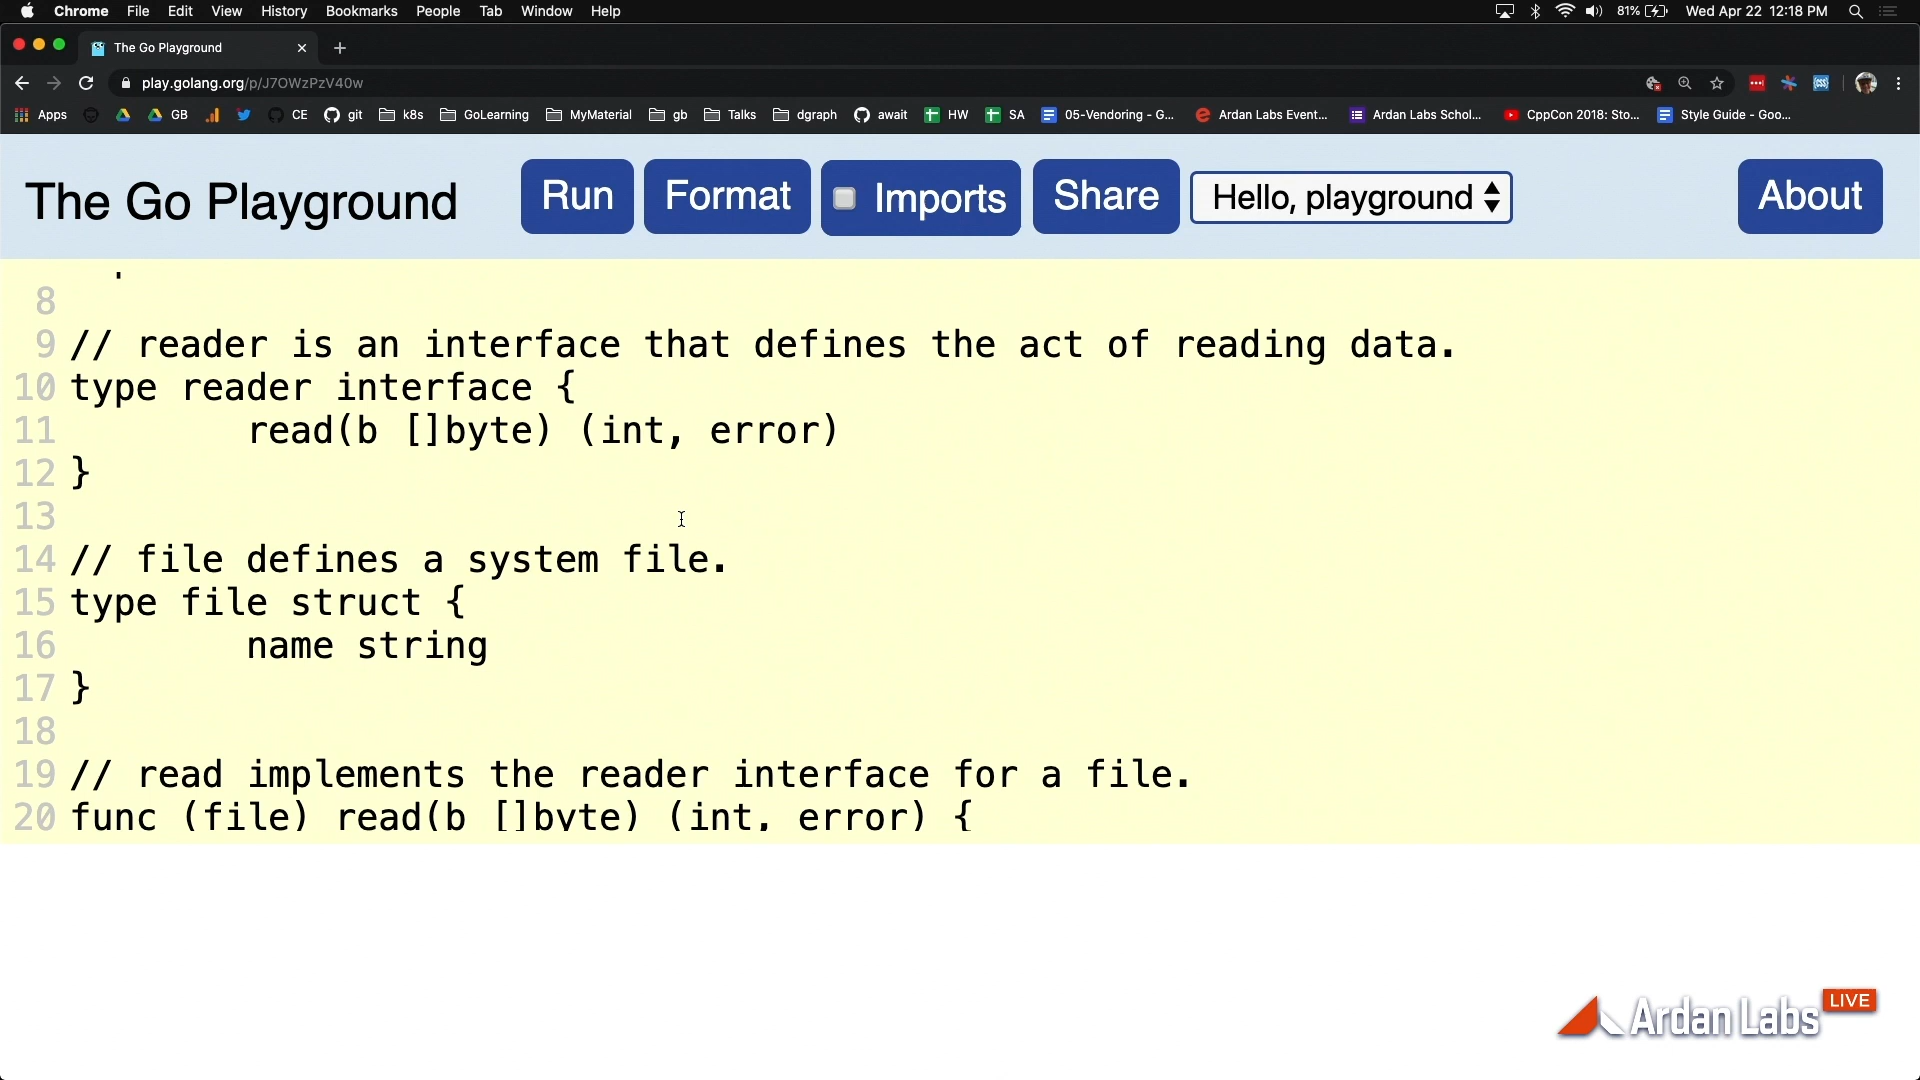 Chrome File Edit View History Bookmarks People Tab Window Help 81% Wed Apr 22 12:18 PM
The Go Playground
play.golang.org/p/J7OWzPzV40w
Apps GB CE git k8s GoLearning MyMaterial gb Talks dgraph await HW SA 05-Vendoring - G... Ardan Labs Event... Ardan Labs Schol... CppCon 2018: Sto... Style Guide - Goo...
The Go Playground Run Format Imports Share Hello, playground About
8
9 // reader is an interface that defines the act of reading data.
10 type reader interface {
11 read(b []byte) (int, error)
12 }
13
14 // file defines a system file.
15 type file struct {
16 name string
17 }
18
19 // read implements the reader interface for a file.
20 func (file) read(b []byte) (int, error) {
Ardan Labs LIVE